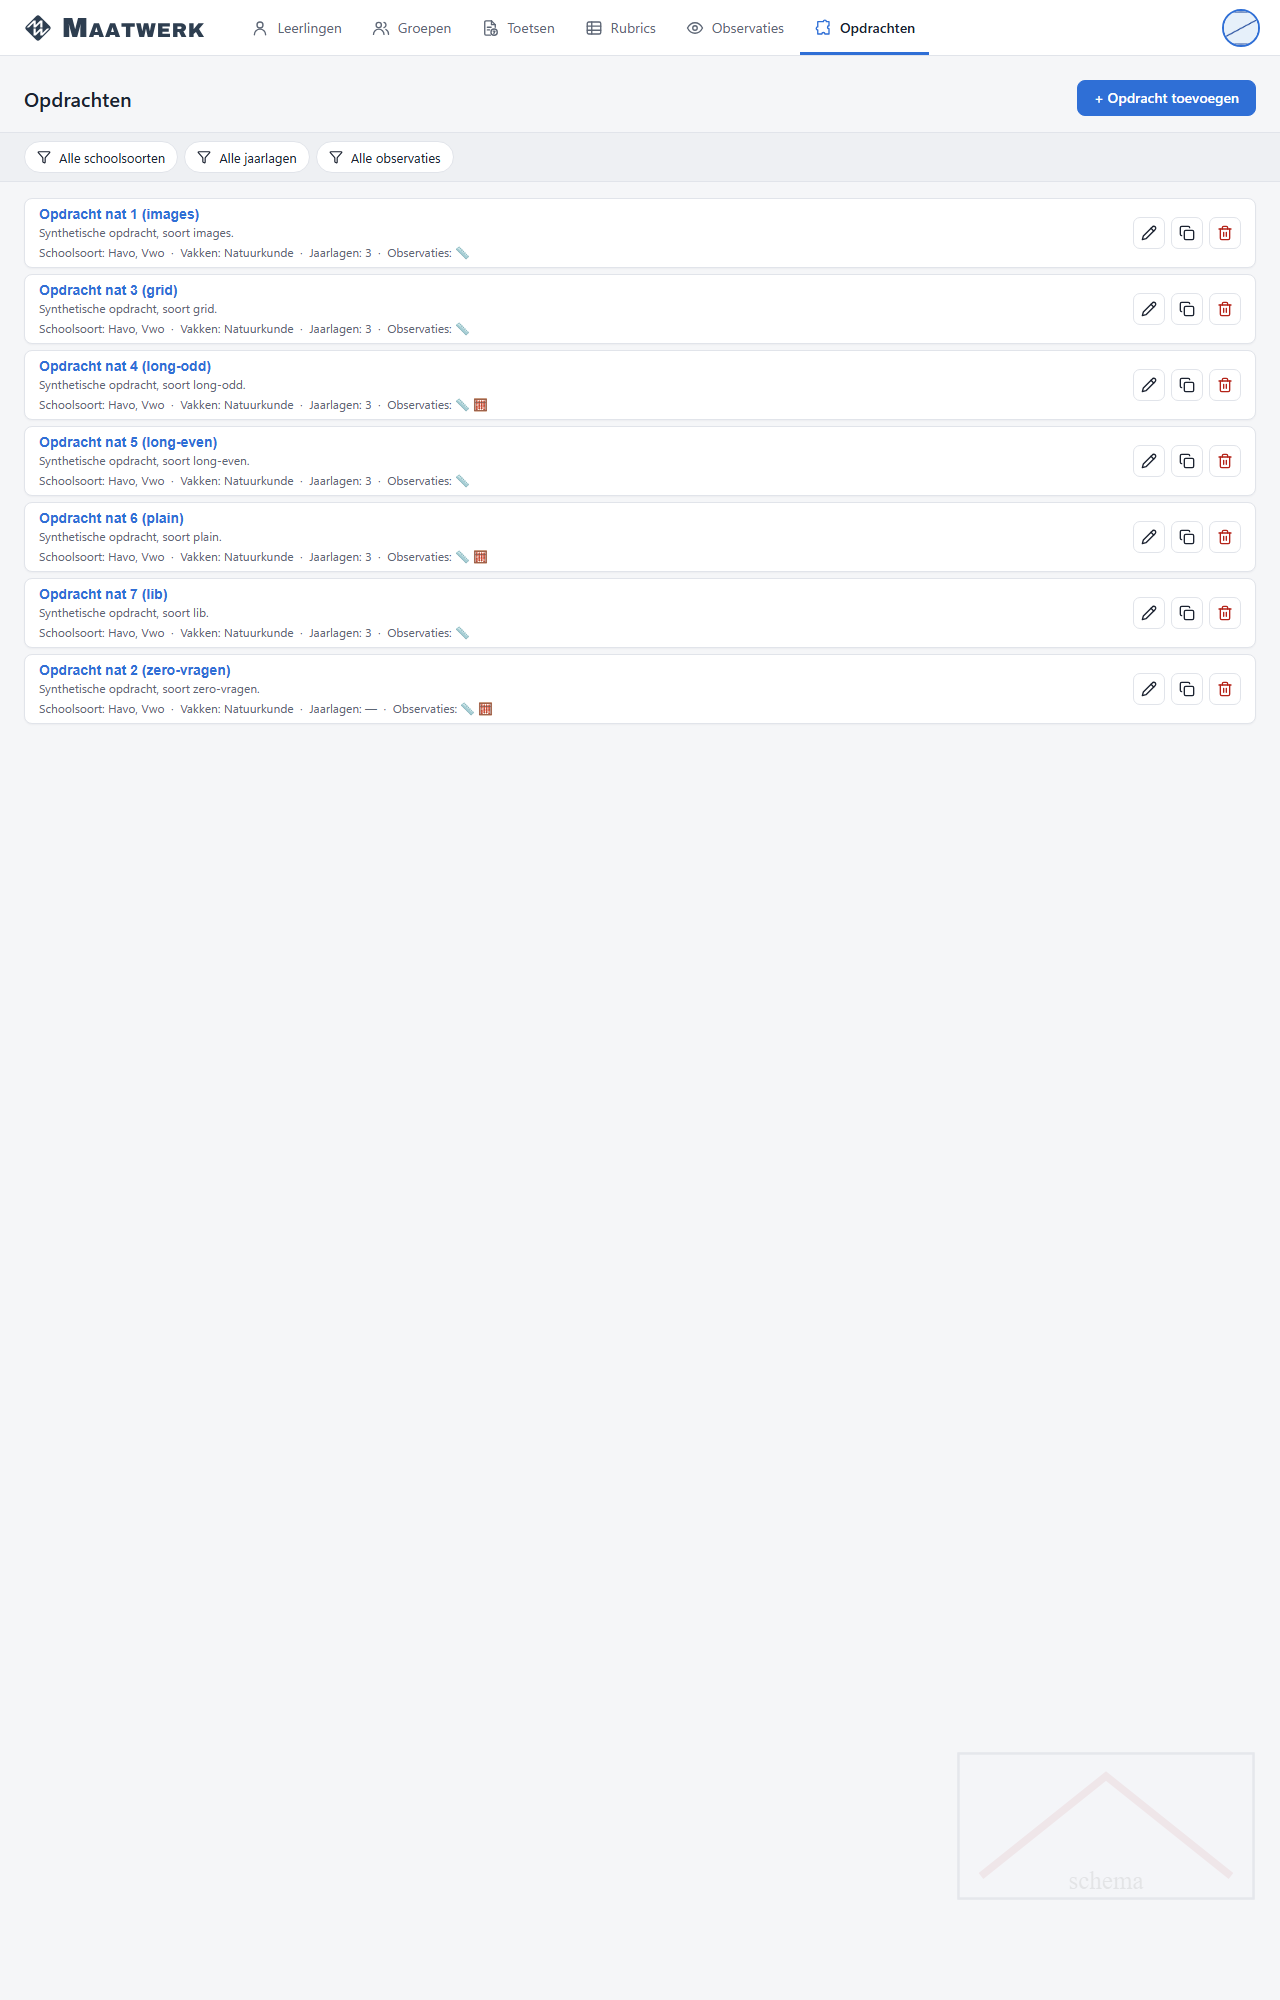 MAATWERK
Leerlingen
Groepen
Toetsen
Rubrics
Observaties
Opdrachten
Opdrachten
+ Opdracht toevoegen
Alle schoolsoorten
Alle jaarlagen
Alle observaties
Opdracht nat 1 (images)
Synthetische opdracht, soort images.
Schoolsoort: Havo, Vwo · Vakken: Natuurkunde · Jaarlagen: 3 · Observaties: 📏
Opdracht nat 3 (grid)
Synthetische opdracht, soort grid.
Schoolsoort: Havo, Vwo · Vakken: Natuurkunde · Jaarlagen: 3 · Observaties: 📏
Opdracht nat 4 (long-odd)
Synthetische opdracht, soort long-odd.
Schoolsoort: Havo, Vwo · Vakken: Natuurkunde · Jaarlagen: 3 · Observaties: 📏 🧮
Opdracht nat 5 (long-even)
Synthetische opdracht, soort long-even.
Schoolsoort: Havo, Vwo · Vakken: Natuurkunde · Jaarlagen: 3 · Observaties: 📏
Opdracht nat 6 (plain)
Synthetische opdracht, soort plain.
Schoolsoort: Havo, Vwo · Vakken: Natuurkunde · Jaarlagen: 3 · Observaties: 📏 🧮
Opdracht nat 7 (lib)
Synthetische opdracht, soort lib.
Schoolsoort: Havo, Vwo · Vakken: Natuurkunde · Jaarlagen: 3 · Observaties: 📏
Opdracht nat 2 (zero-vragen)
Synthetische opdracht, soort zero-vragen.
Schoolsoort: Havo, Vwo · Vakken: Natuurkunde · Jaarlagen: — · Observaties: 📏 🧮
schema